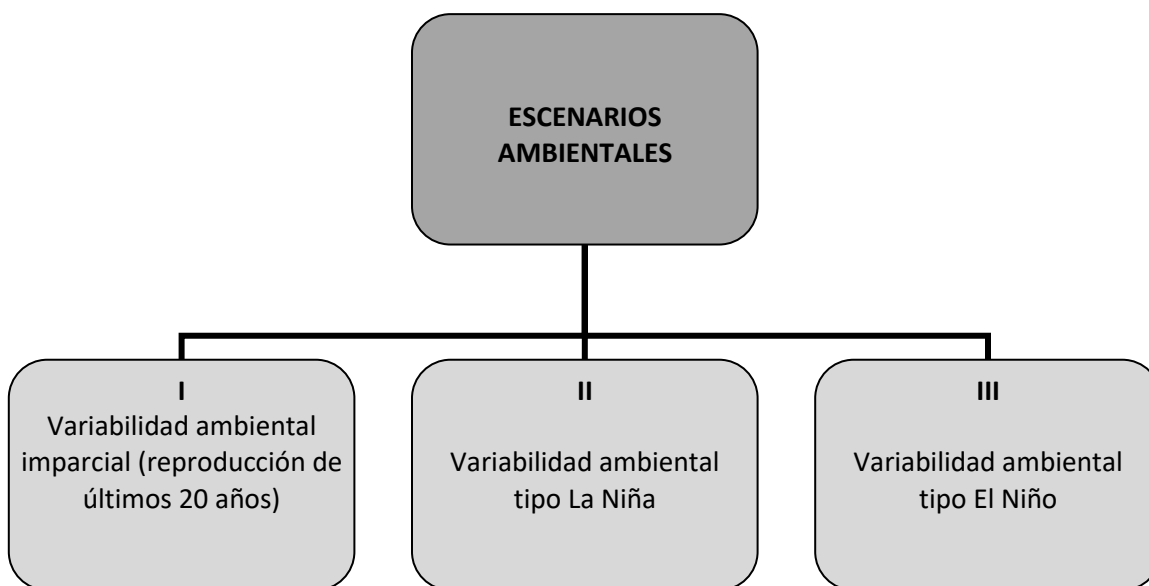 ESCENARIOS
AMBIENTALES
I
Variabilidad ambiental
imparcial (reproducción de
últimos 20 años)
II
Variabilidad ambiental
tipo La Niña
III
Variabilidad ambiental
tipo El Niño